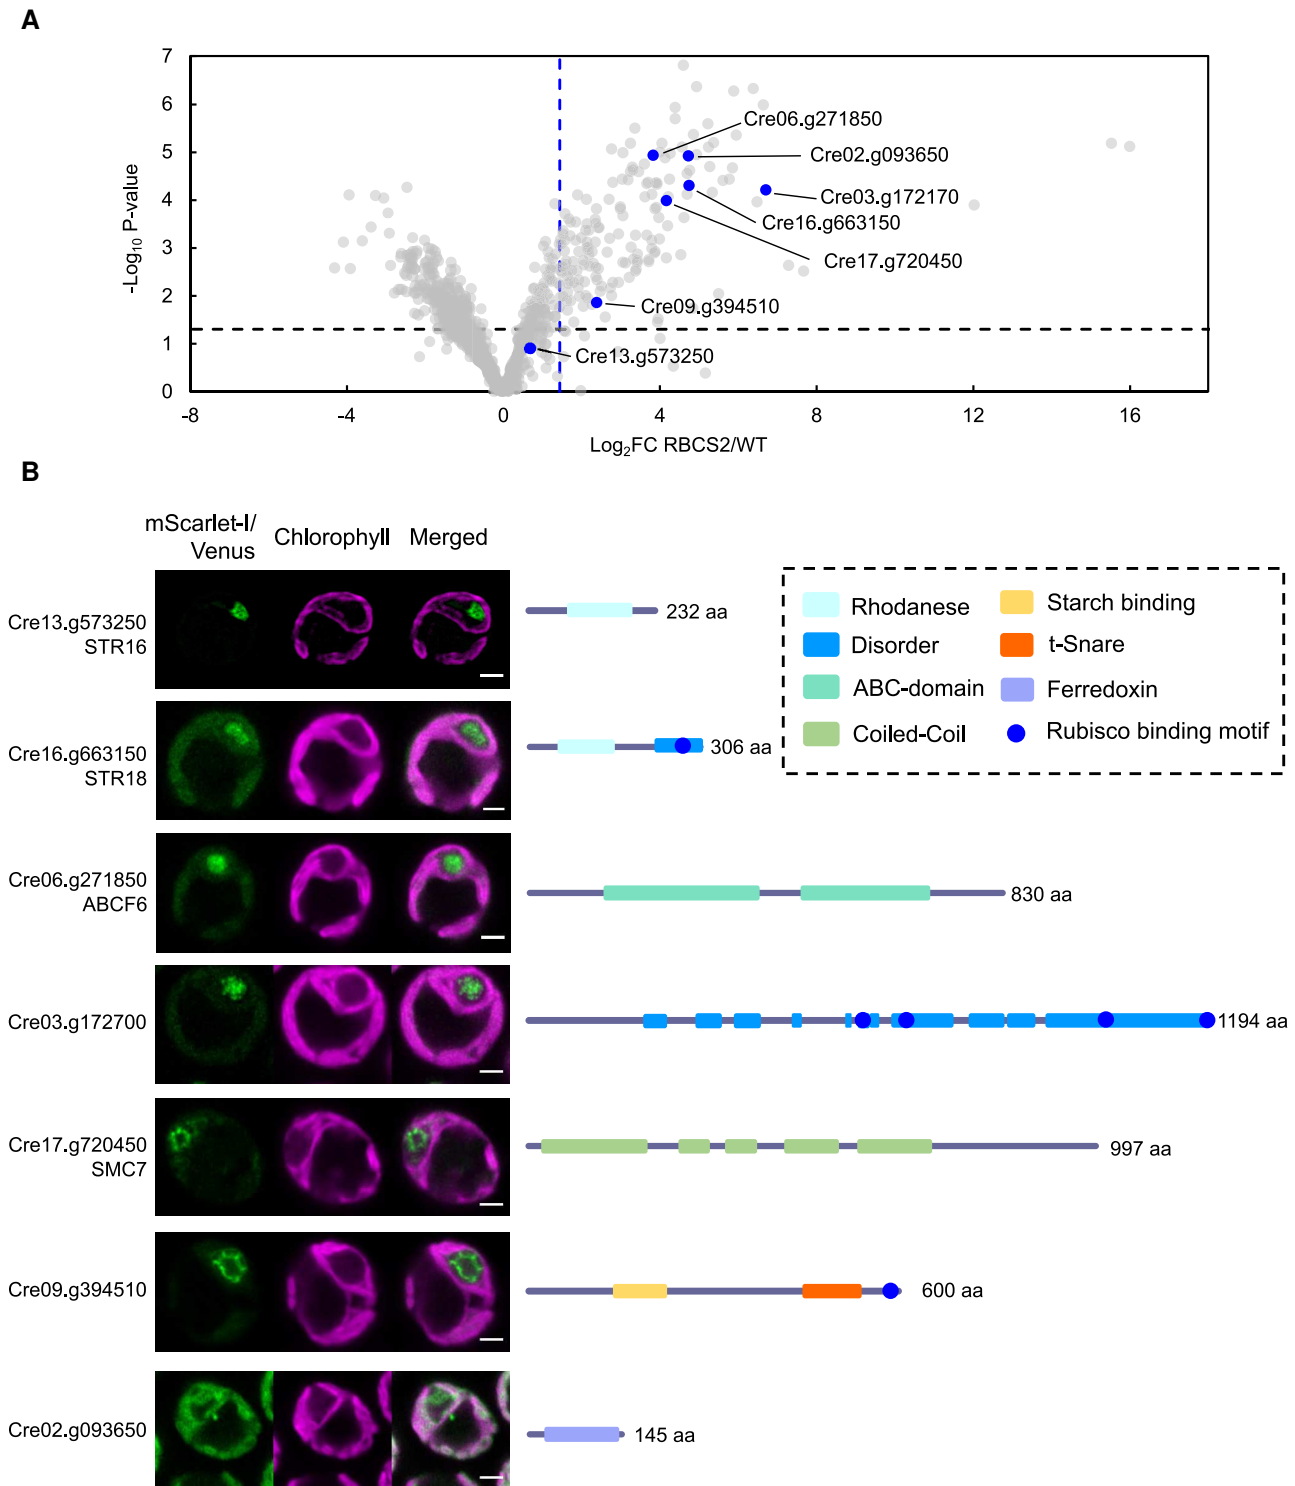 A
7
6
5
4
3
2
1
0
-Log₁₀ P-value
-8
-4
0
4
8
12
16
Log₂FC RBCS2/WT
Cre06.g271850
Cre02.g093650
Cre03.g172170
Cre16.g663150
Cre17.g720450
Cre09.g394510
Cre13.g573250
B
mScarlet-I/
Venus
Chlorophyll
Merged
Cre13.g573250
STR16
232 aa
Cre16.g663150
STR18
306 aa
Cre06.g271850
ABCF6
830 aa
Cre03.g172700
1194 aa
Cre17.g720450
SMC7
997 aa
Cre09.g394510
600 aa
Cre02.g093650
145 aa
Rhodanese
Disorder
ABC-domain
Coiled-Coil
Starch binding
t-Snare
Ferredoxin
Rubisco binding motif